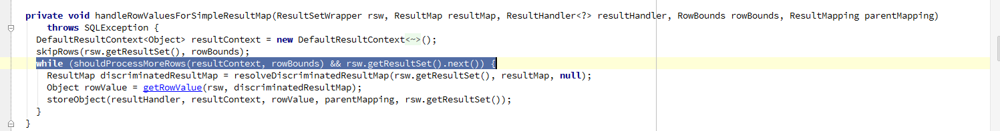 private void handleRowValuesForSimpleResultMap(ResultSetWrapper rsw, ResultMap resultMap, ResultHandler<?> resultHandler, RowBounds rowBounds, ResultMapping parentMapping)
throws SQLException {
DefaultResultContext<Object> resultContext = new DefaultResultContext<~>();
skipRows(rsw.getResultSet(), rowBounds);
while (shouldProcessMoreRows(resultContext, rowBounds) && rsw.getResultSet().next()) {
ResultMap discriminatedResultMap = resolveDiscriminatedResultMap(rsw.getResultSet(), resultMap, null);
Object rowValue = getRowValue(rsw, discriminatedResultMap);
storeObject(resultHandler, resultContext, rowValue, parentMapping, rsw.getResultSet());
}
}